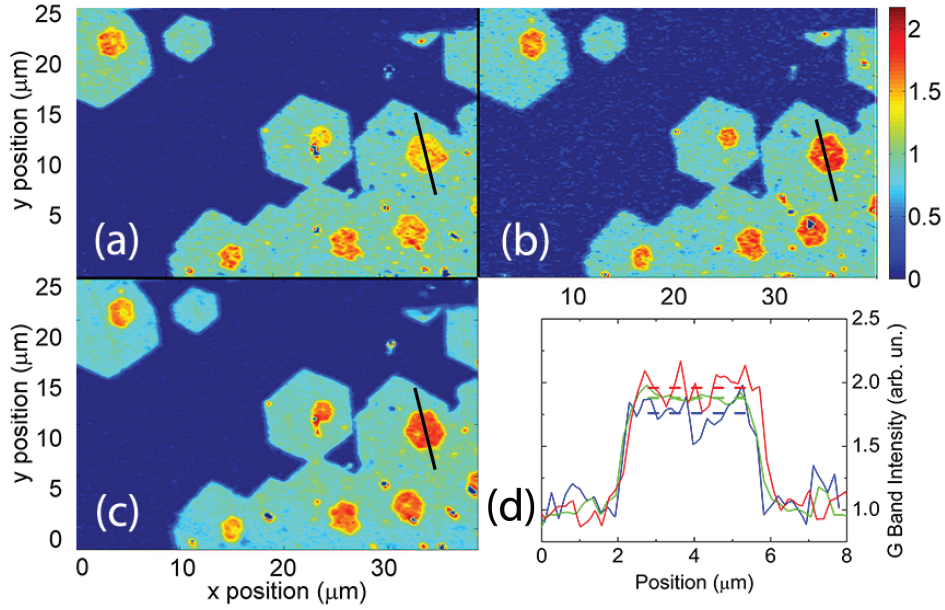 25
20
15
10
5
y position (μm)
(a)
(b)
2
1.5
1
0.5
0
25
20
15
10
5
0
y position (μm)
(c)
0 10 20 30
x position (μm)
10 20 30
2.5
2.0
1.5
1.0
G Band Intensity (arb. un.)
(d)
0 2 4 6 8
Position (μm)